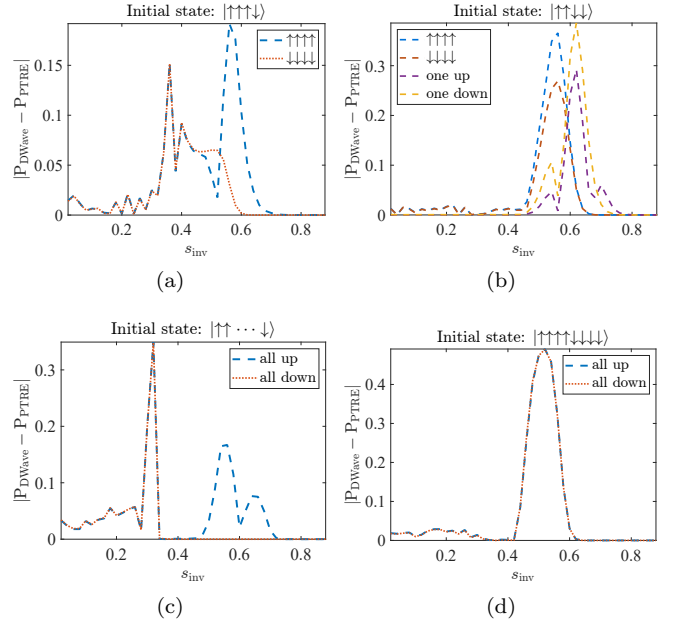 Initial state: |↑↑↑↓⟩
|P_DWave − P_PTRE|
0.15
0.1
0.05
0
0.2 0.4 0.6 0.8
s_inv
↑↑↑↑
↓↓↓↓
(a)
Initial state: |↑↑↓↓⟩
|P_DWave − P_PTRE|
0.3
0.2
0.1
0
0.2 0.4 0.6 0.8
s_inv
↑↑↑↑
↓↓↓↓
one up
one down
(b)
Initial state: |↑↑ ··· ↓⟩
|P_DWave − P_PTRE|
0.3
0.2
0.1
0
0.2 0.4 0.6 0.8
s_inv
all up
all down
(c)
Initial state: |↑↑↑↑↓↓↓↓⟩
|P_DWave − P_PTRE|
0.4
0.3
0.2
0.1
0
0.2 0.4 0.6 0.8
s_inv
all up
all down
(d)